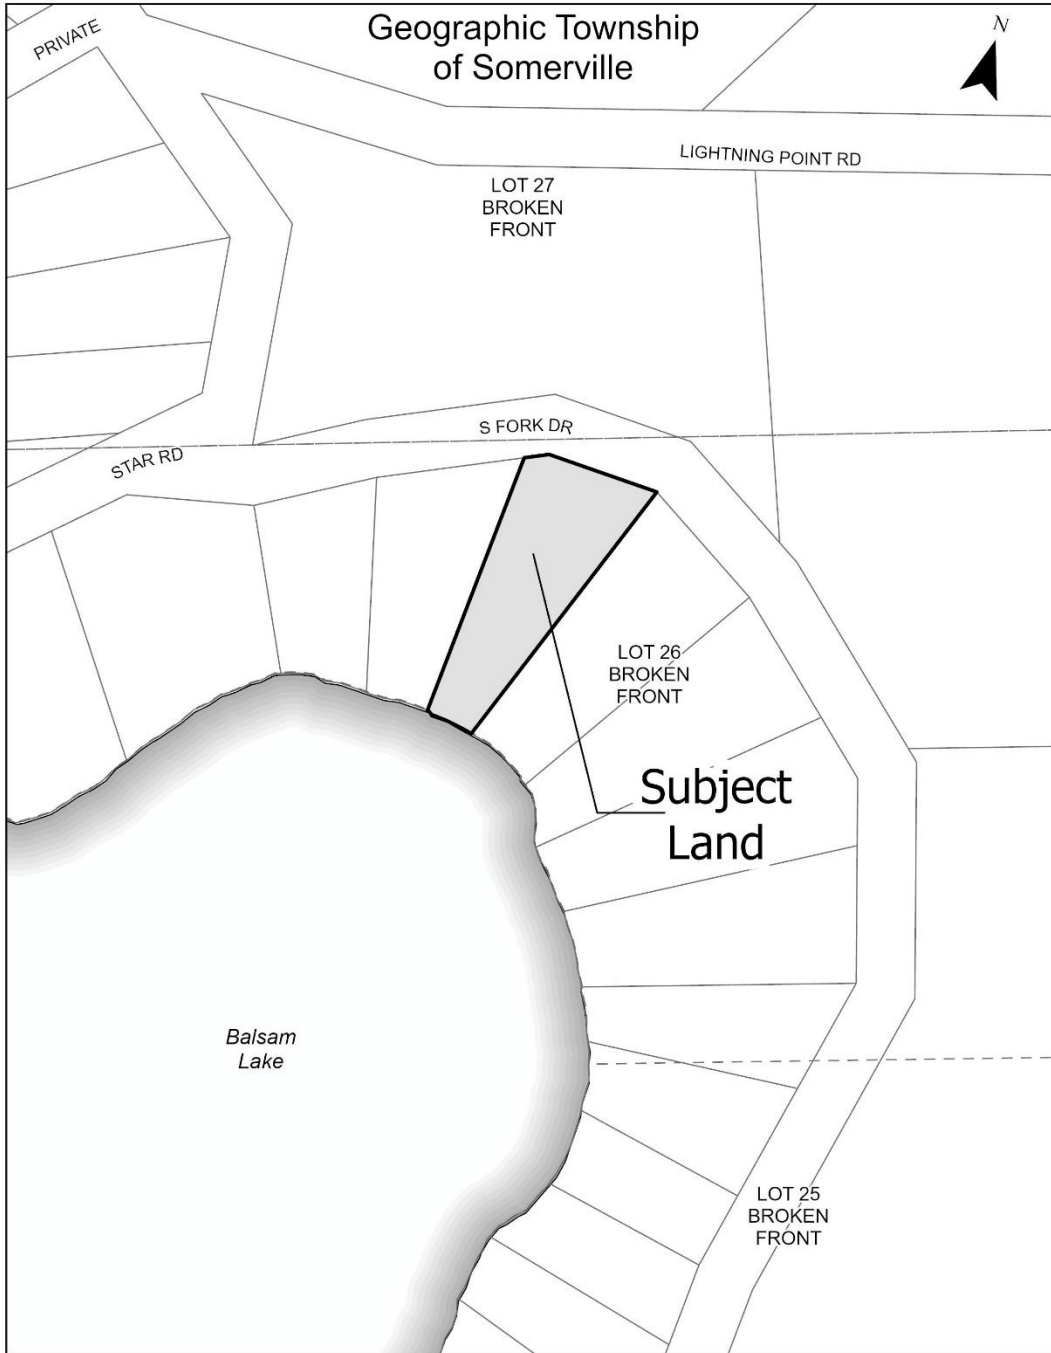 Geographic Township
of Somerville
N
PRIVATE
LIGHTNING POINT RD
LOT 27
BROKEN
FRONT
S FORK DR
STAR RD
LOT 26
BROKEN
FRONT
Subject
Land
Balsam
Lake
LOT 25
BROKEN
FRONT